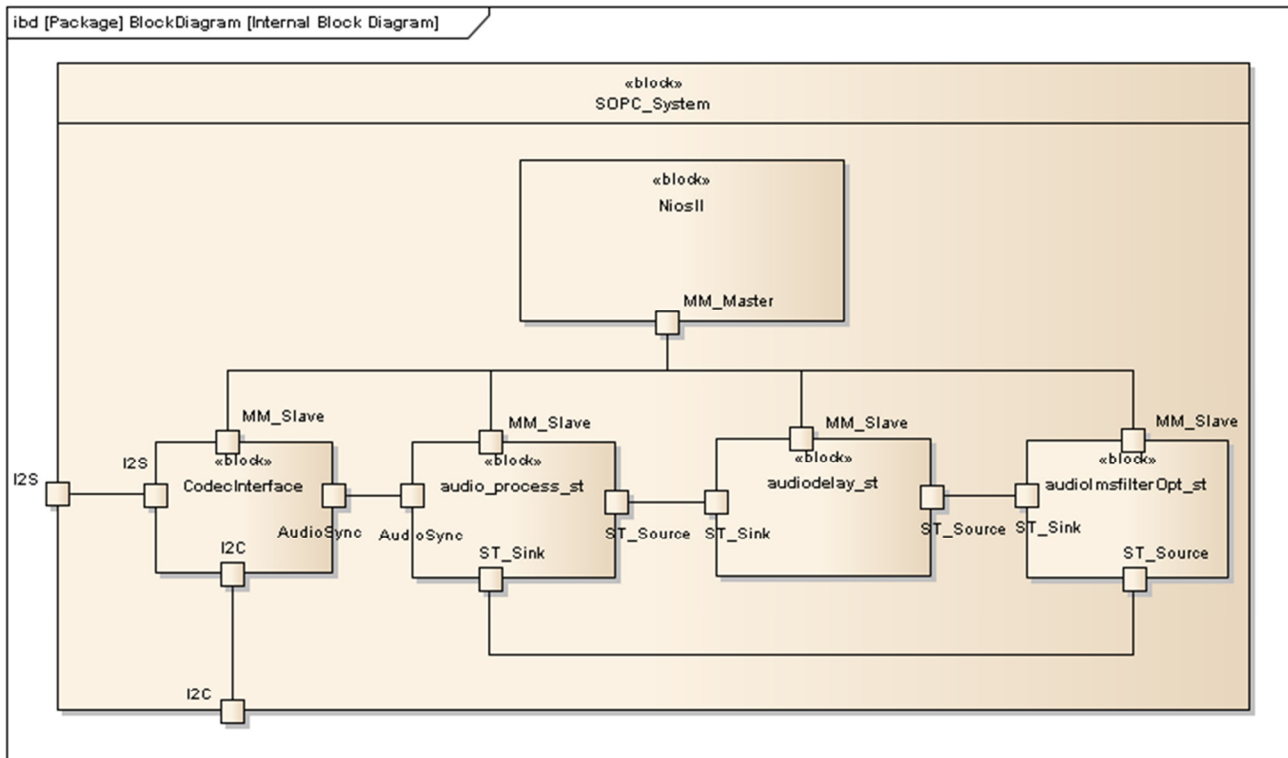 ibd [Package] BlockDiagram [Internal Block Diagram]
«block»
SOPC_System
«block»
NiosII
MM_Master
MM_Slave
MM_Slave
MM_Slave
MM_Slave
I2S
I2S
«block»
CodecInterface
AudioSync
I2C
«block»
audio_process_st
AudioSync
ST_Source
ST_Sink
«block»
audiodelay_st
ST_Sink
ST_Source
«block»
audiolmsfilterOpt_st
ST_Sink
ST_Source
I2C